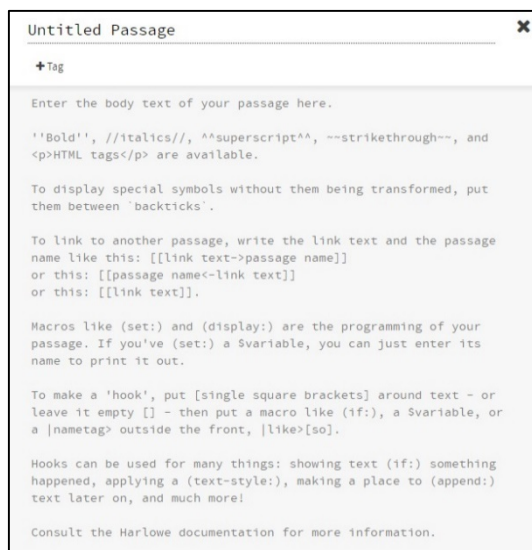 Untitled Passage
+Tag
Enter the body text of your passage here.
''Bold'', //italics//, ^^superscript^^, ~~strikethrough~~, and
<p>HTML tags</p> are available.
To display special symbols without them being transformed, put
them between `backticks`.
To link to another passage, write the link text and the passage
name like this: [[link text->passage name]]
or this: [[passage name<-link text]]
or this: [[link text]].
Macros like (set:) and (display:) are the programming of your
passage. If you've (set:) a $variable, you can just enter its
name to print it out.
To make a 'hook', put [single square brackets] around text - or
leave it empty [] - then put a macro like (if:), a $variable, or
a |nametag> outside the front, |like>[so].
Hooks can be used for many things: showing text (if:) something
happened, applying a (text-style:), making a place to (append:)
text later on, and much more!
Consult the Harlowe documentation for more information.